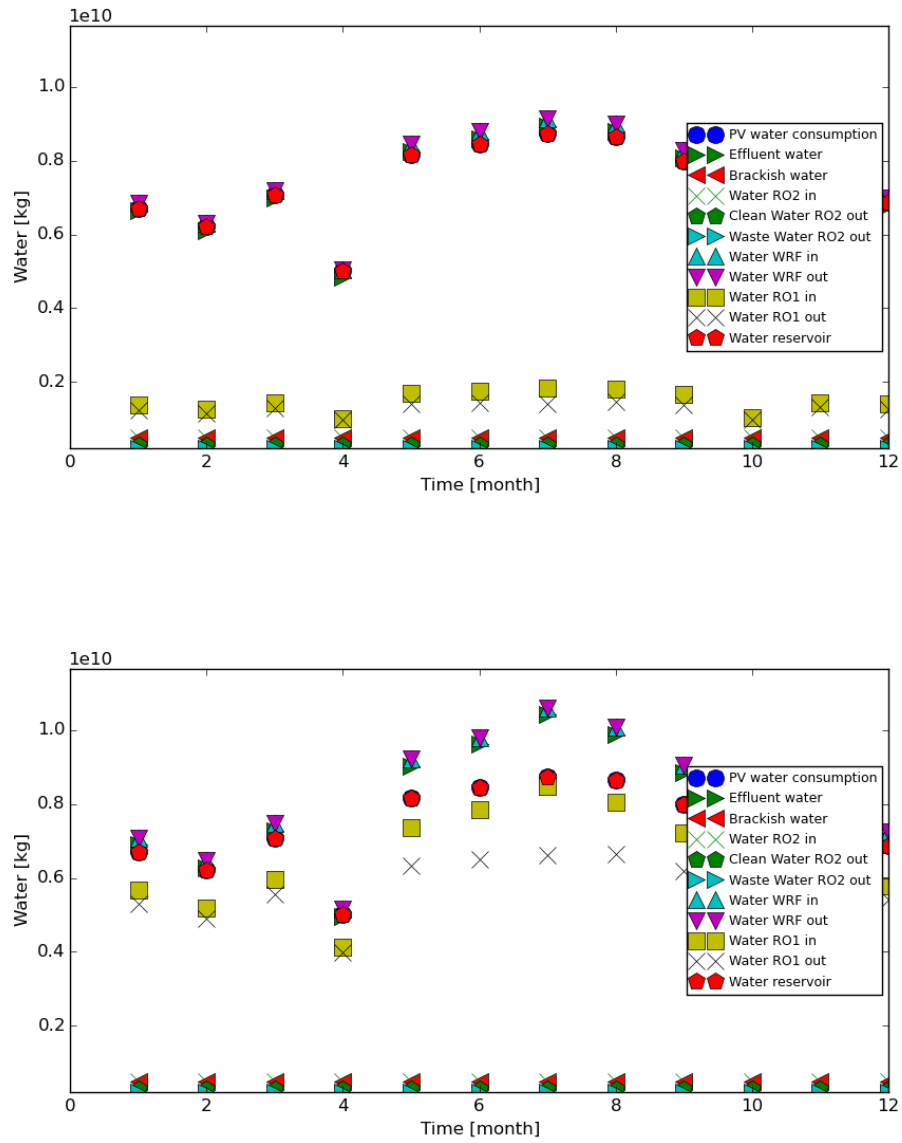 1e10
1.0
0.8
0.6
0.4
0.2
Water [kg]
PV water consumption
Effluent water
Brackish water
Water RO2 in
Clean Water RO2 out
Waste Water RO2 out
Water WRF in
Water WRF out
Water RO1 in
Water RO1 out
Water reservoir
0 2 4 6 8 10 12
Time [month]
1e10
1.0
0.8
0.6
0.4
0.2
Water [kg]
PV water consumption
Effluent water
Brackish water
Water RO2 in
Clean Water RO2 out
Waste Water RO2 out
Water WRF in
Water WRF out
Water RO1 in
Water RO1 out
Water reservoir
0 2 4 6 8 10 12
Time [month]